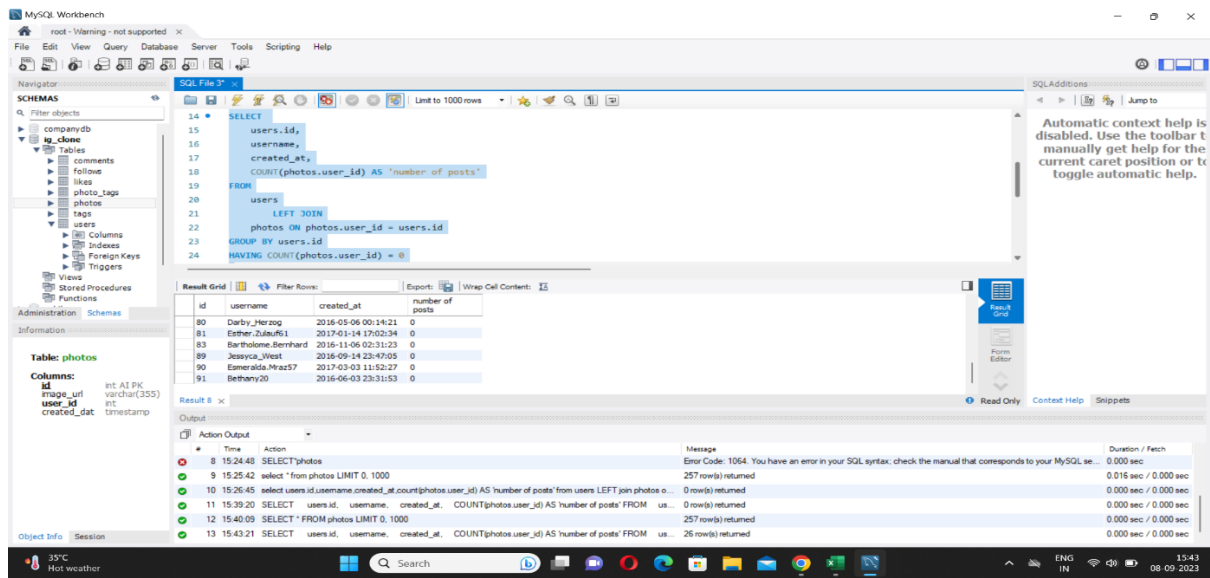 MySQL Workbench
root - Warning - not supported
File Edit View Query Database Server Tools Scripting Help
Navigator
SCHEMAS
Filter objects
companydb
ig_clone
Tables
comments
follows
likes
photo_tags
photos
tags
users
Columns
Indexes
Foreign Keys
Triggers
Views
Stored Procedures
Functions
Administration Schemas
Information
Table: photos
Columns:
id int AI PK
image_url varchar(355)
user_id int
created_dat timestamp
Object Info Session
SQL File 3*
Limit to 1000 rows
14 SELECT
15 users.id,
16 username,
17 created_at,
18 COUNT(photos.user_id) AS 'number of posts'
19 FROM
20 users
21 LEFT JOIN
22 photos ON photos.user_id = users.id
23 GROUP BY users.id
24 HAVING COUNT(photos.user_id) = 0
Result Grid Filter Rows: Export: Wrap Cell Content:
id username created_at number of posts
80 Darby_Herzog 2016-05-06 00:14:21 0
81 Esther.Zulauf61 2017-01-14 17:02:34 0
83 Bartholome.Bernhard 2016-11-06 02:31:23 0
89 Jessyca_West 2016-09-14 23:47:05 0
90 Esmeralda.Mraz57 2017-03-03 11:52:27 0
91 Bethany20 2016-06-03 23:31:53 0
Result Grid
Form Editor
Result 8 Read Only
SQLAdditions
Jump to
Automatic context help is
disabled. Use the toolbar t
manually get help for the
current caret position or to
toggle automatic help.
Context Help Snippets
Output
Action Output
# Time Action Message Duration / Fetch
8 15:24:48 SELECT*photos Error Code: 1064. You have an error in your SQL syntax; check the manual that corresponds to your MySQL se... 0.000 sec
9 15:25:42 select * from photos LIMIT 0, 1000 257 row(s) returned 0.016 sec / 0.000 sec
10 15:26:45 select users.id,username,created_at,count(photos.user_id) AS 'number of posts' from users LEFT join photos o... 0 row(s) returned 0.000 sec / 0.000 sec
11 15:39:20 SELECT users.id, username, created_at, COUNT(photos.user_id) AS 'number of posts' FROM us... 0 row(s) returned 0.000 sec / 0.000 sec
12 15:40:09 SELECT * FROM photos LIMIT 0, 1000 257 row(s) returned 0.000 sec / 0.000 sec
13 15:43:21 SELECT users.id, username, created_at, COUNT(photos.user_id) AS 'number of posts' FROM us... 26 row(s) returned 0.000 sec / 0.000 sec
35°C
Hot weather
Search
ENG
IN
15:43
08-09-2023